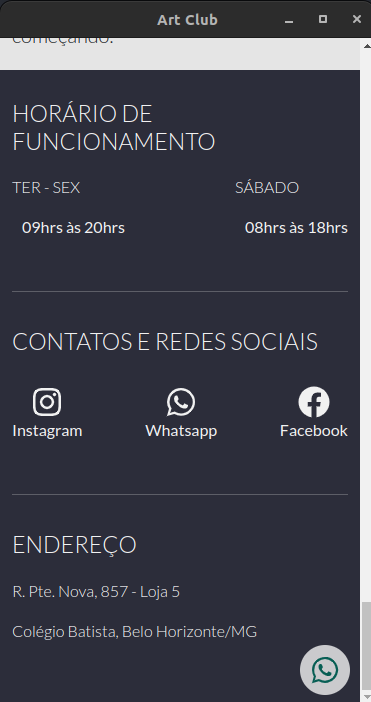 Art Club
começando.
HORÁRIO DE
FUNCIONAMENTO
TER - SEX SÁBADO
09hrs às 20hrs 08hrs às 18hrs
CONTATOS E REDES SOCIAIS
Instagram Whatsapp Facebook
ENDEREÇO
R. Pte. Nova, 857 - Loja 5
Colégio Batista, Belo Horizonte/MG